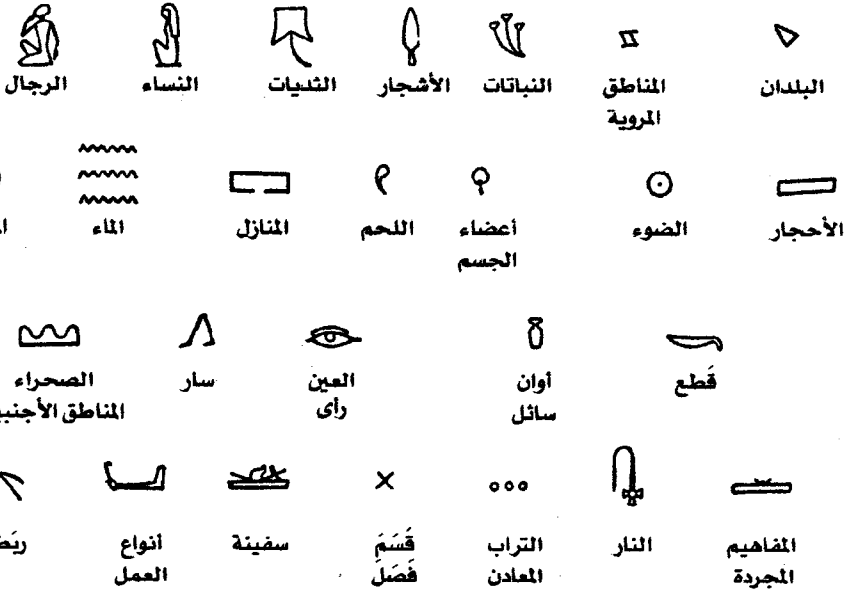 البلدان المناطق النباتات الأشجار الثديات النساء الرجال
المروية
الأحجار الضوء أعضاء اللحم المنازل الماء
الجسم
قَطع أوان العين سار الصحراء
سائل رأى المناطق
المفاهيم النار التراب قَسَمَ سفينة أنواع
المجردة المعادن فَصَلَ العمل